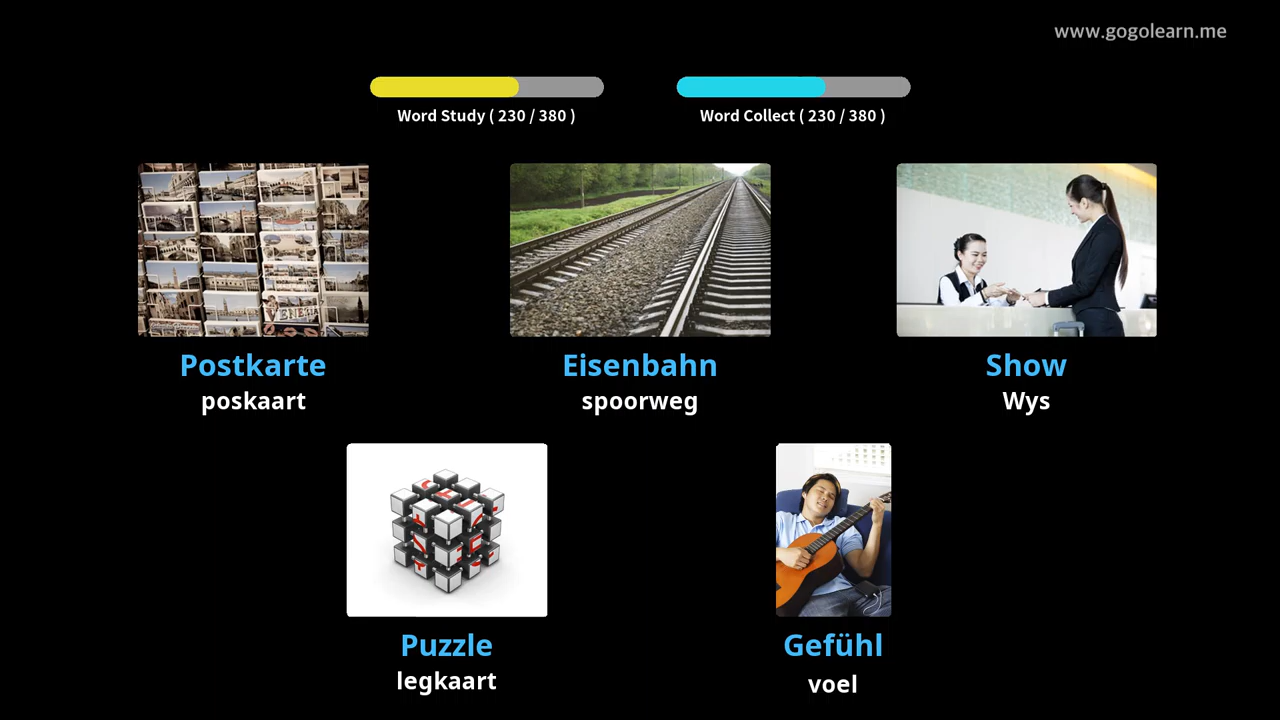 www.gogolearn.me
Word Study ( 230 / 380 )
Word Collect ( 230 / 380 )
Postkarte
poskaart
Eisenbahn
spoorweg
Show
Wys
Puzzle
legkaart
Gefühl
voel